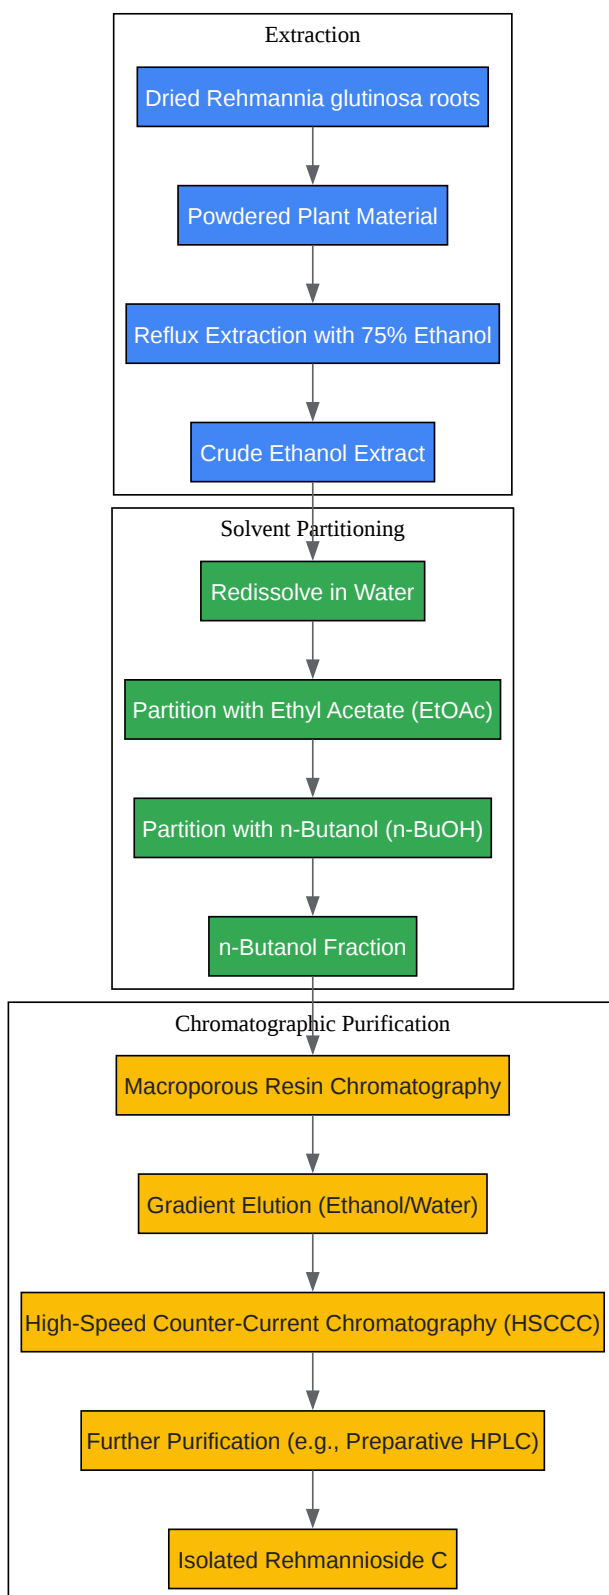 Extraction
Dried Rehmannia glutinosa roots
Powdered Plant Material
Reflux Extraction with 75% Ethanol
Crude Ethanol Extract
Solvent Partitioning
Redissolve in Water
Partition with Ethyl Acetate (EtOAc)
Partition with n-Butanol (n-BuOH)
n-Butanol Fraction
Chromatographic Purification
Macroporous Resin Chromatography
Gradient Elution (Ethanol/Water)
High-Speed Counter-Current Chromatography (HSCCC)
Further Purification (e.g., Preparative HPLC)
Isolated Rehmannioside C